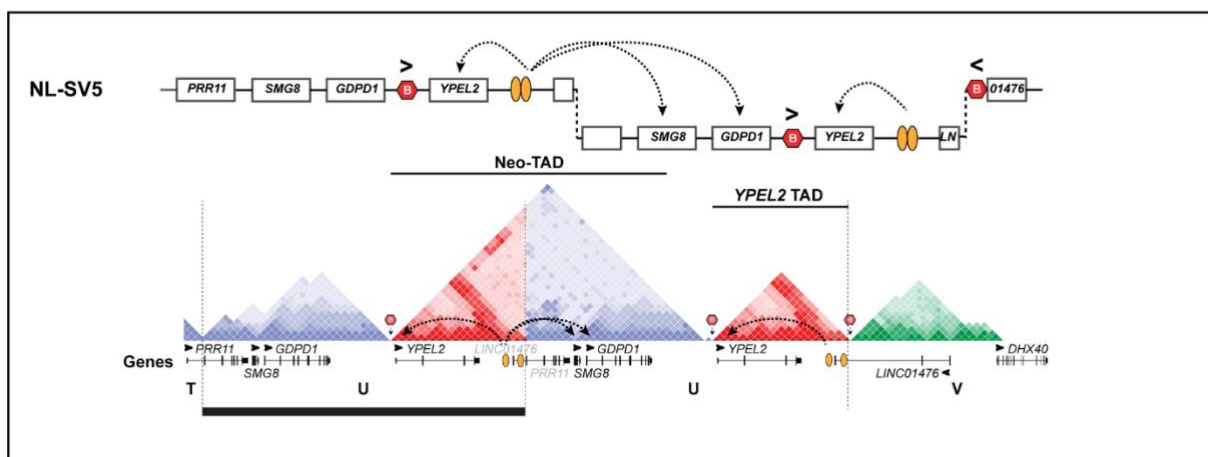 > <
NL-SV5 PRR11 SMG8 GDPD1 B YPEL2 B 01476
SMG8 GDPD1 > B YPEL2 LN
Neo-TAD
YPEL2 TAD
B B B
PRR11 GDPD1 YPEL2 LINC01476 GDPD1 YPEL2 DHX40
Genes
SMG8 PRR11 SMG8 LINC01476
T U U V